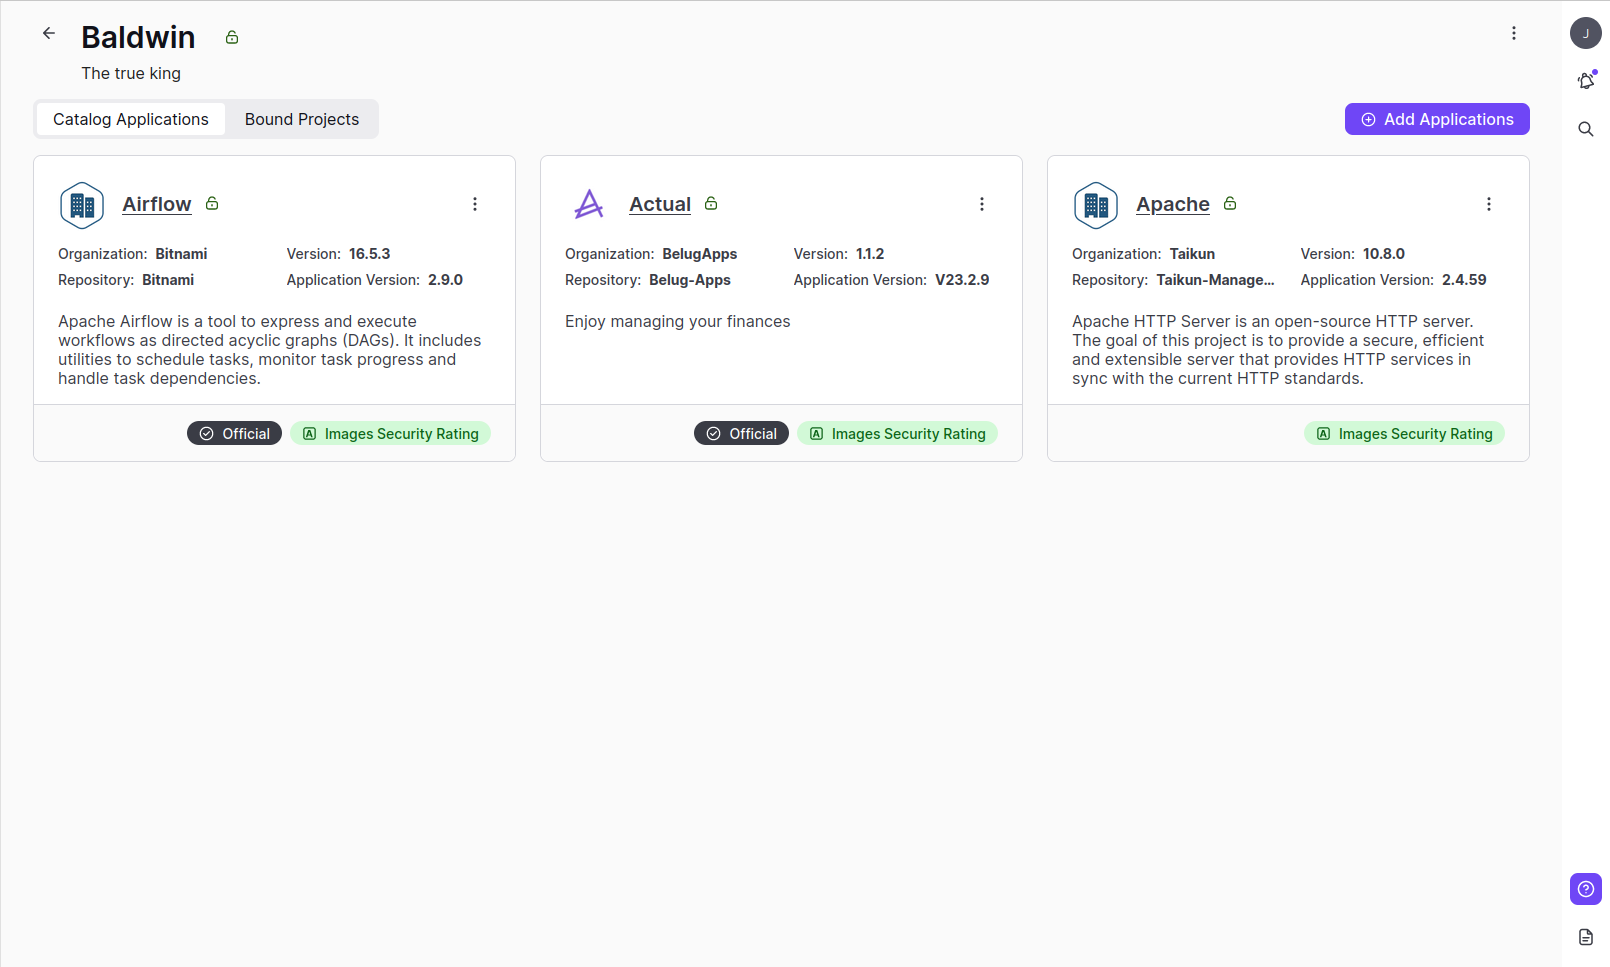 Baldwin
The true king
Catalog Applications
Bound Projects
Add Applications
J
Airflow
Organization: Bitnami
Version: 16.5.3
Repository: Bitnami
Application Version: 2.9.0
Apache Airflow is a tool to express and execute
workflows as directed acyclic graphs (DAGs). It includes
utilities to schedule tasks, monitor task progress and
handle task dependencies.
Official
A Images Security Rating
Actual
Organization: BelugApps
Version: 1.1.2
Repository: Belug-Apps
Application Version: V23.2.9
Enjoy managing your finances
Official
A Images Security Rating
Apache
Organization: Taikun
Version: 10.8.0
Repository: Taikun-Manage...
Application Version: 2.4.59
Apache HTTP Server is an open-source HTTP server.
The goal of this project is to provide a secure, efficient
and extensible server that provides HTTP services in
sync with the current HTTP standards.
A Images Security Rating